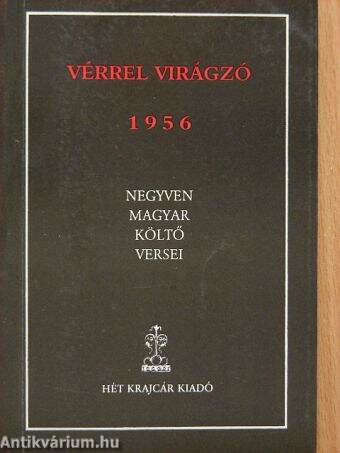 VÉRREL VIRÁGZÓ
1956
NEGYVEN
MAGYAR
KÖLTŐ
VERSEI
HÉT KRAJCÁR KIADÓ
Antikvárium.hu